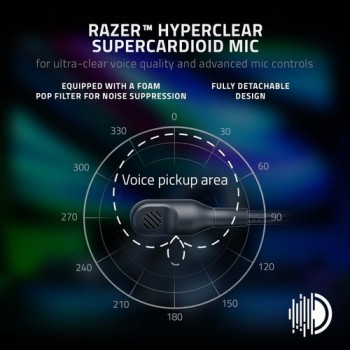 RAZER™ HYPERCLEAR
SUPERCARDIOID MIC
for ultra-clear voice quality and advanced mic controls
EQUIPPED WITH A FOAM
POP FILTER FOR NOISE SUPPRESSION
FULLY DETACHABLE
DESIGN
0
330
30
300
60
Voice pickup area
270
90
240
120
210
150
180